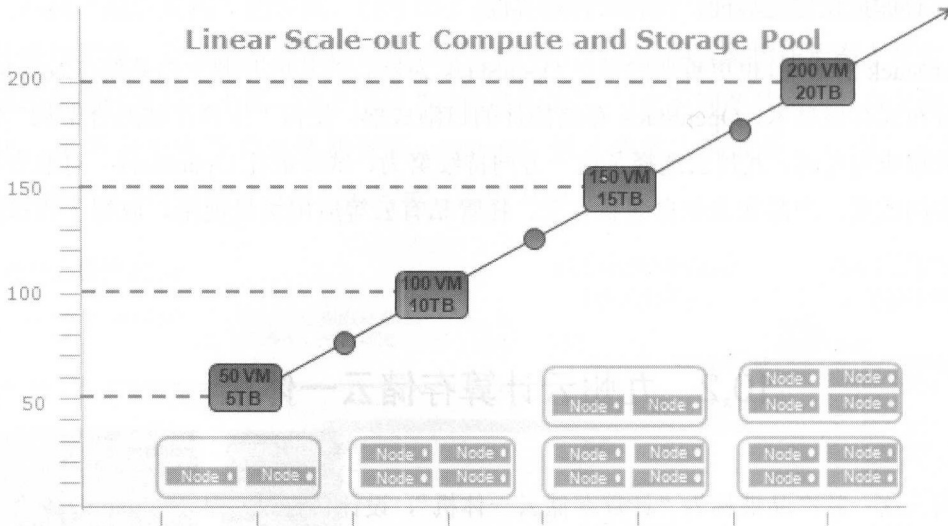 Linear Scale-out Compute and Storage Pool
200
200 VM
20TB
150
150 VM
15TB
100
100 VM
10TB
50
50 VM
5TB
Node Node
Node Node
Node Node
Node Node
Node Node
Node Node
Node Node
Node Node
Node Node
Node Node